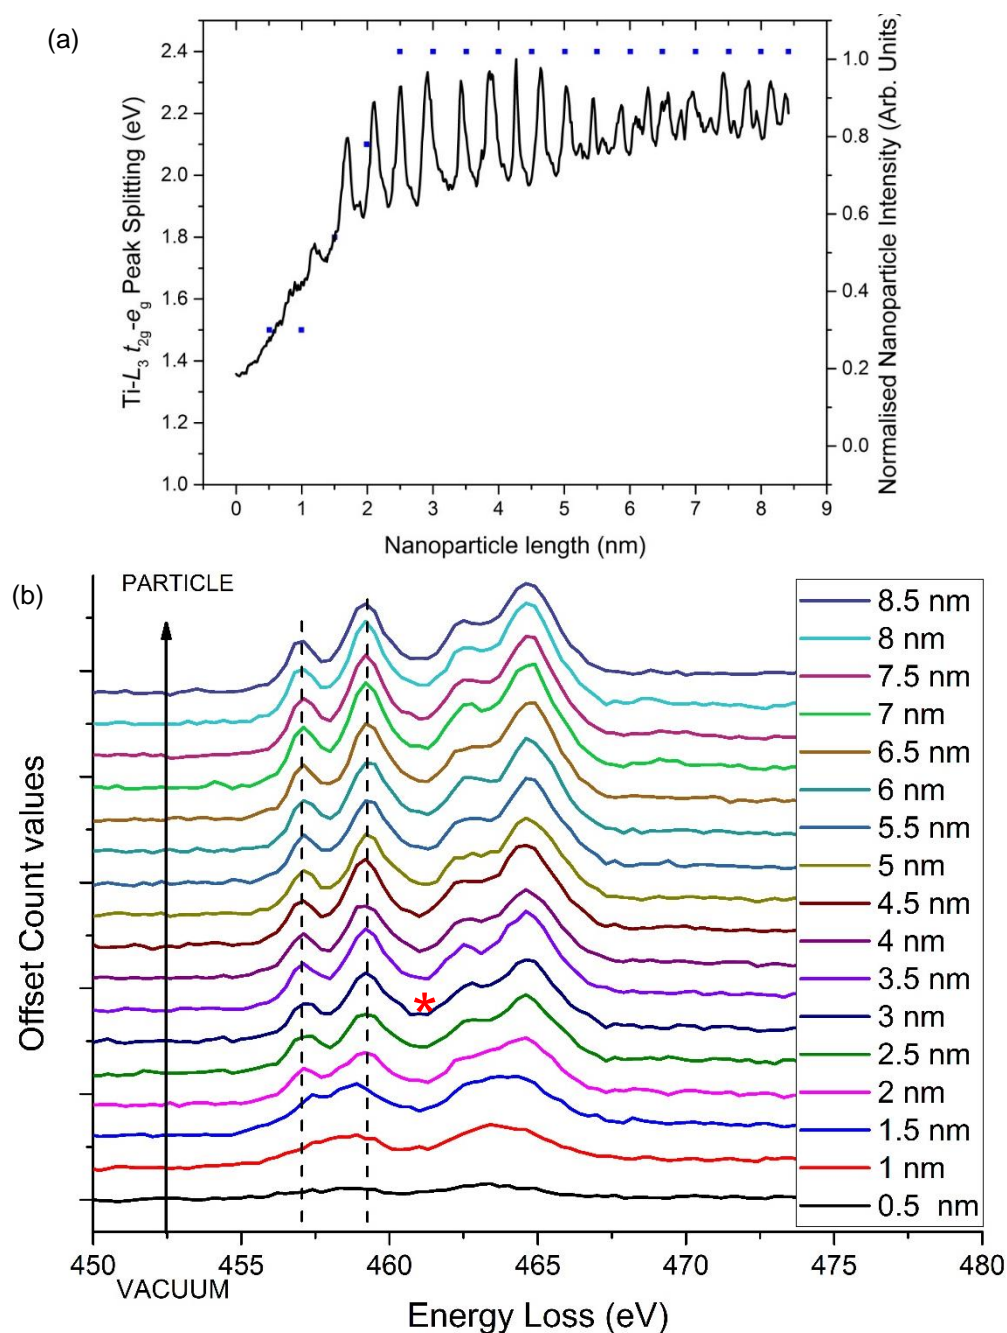 (a)
2.4
2.2
2.0
1.8
1.6
1.4
1.2
1.0
Ti-L3 t2g-eg Peak Splitting (eV)
1.0
0.8
0.6
0.4
0.2
0.0
Normalised Nanoparticle Intensity (Arb. Units)
0 1 2 3 4 5 6 7 8 9
Nanoparticle length (nm)
(b)
PARTICLE
Offset Count values
8.5 nm
8 nm
7.5 nm
7 nm
6.5 nm
6 nm
5.5 nm
5 nm
4.5 nm
4 nm
3.5 nm
3 nm
2.5 nm
2 nm
1.5 nm
1 nm
0.5 nm
*
450 455 460 465 470 475 480
VACUUM
Energy Loss (eV)